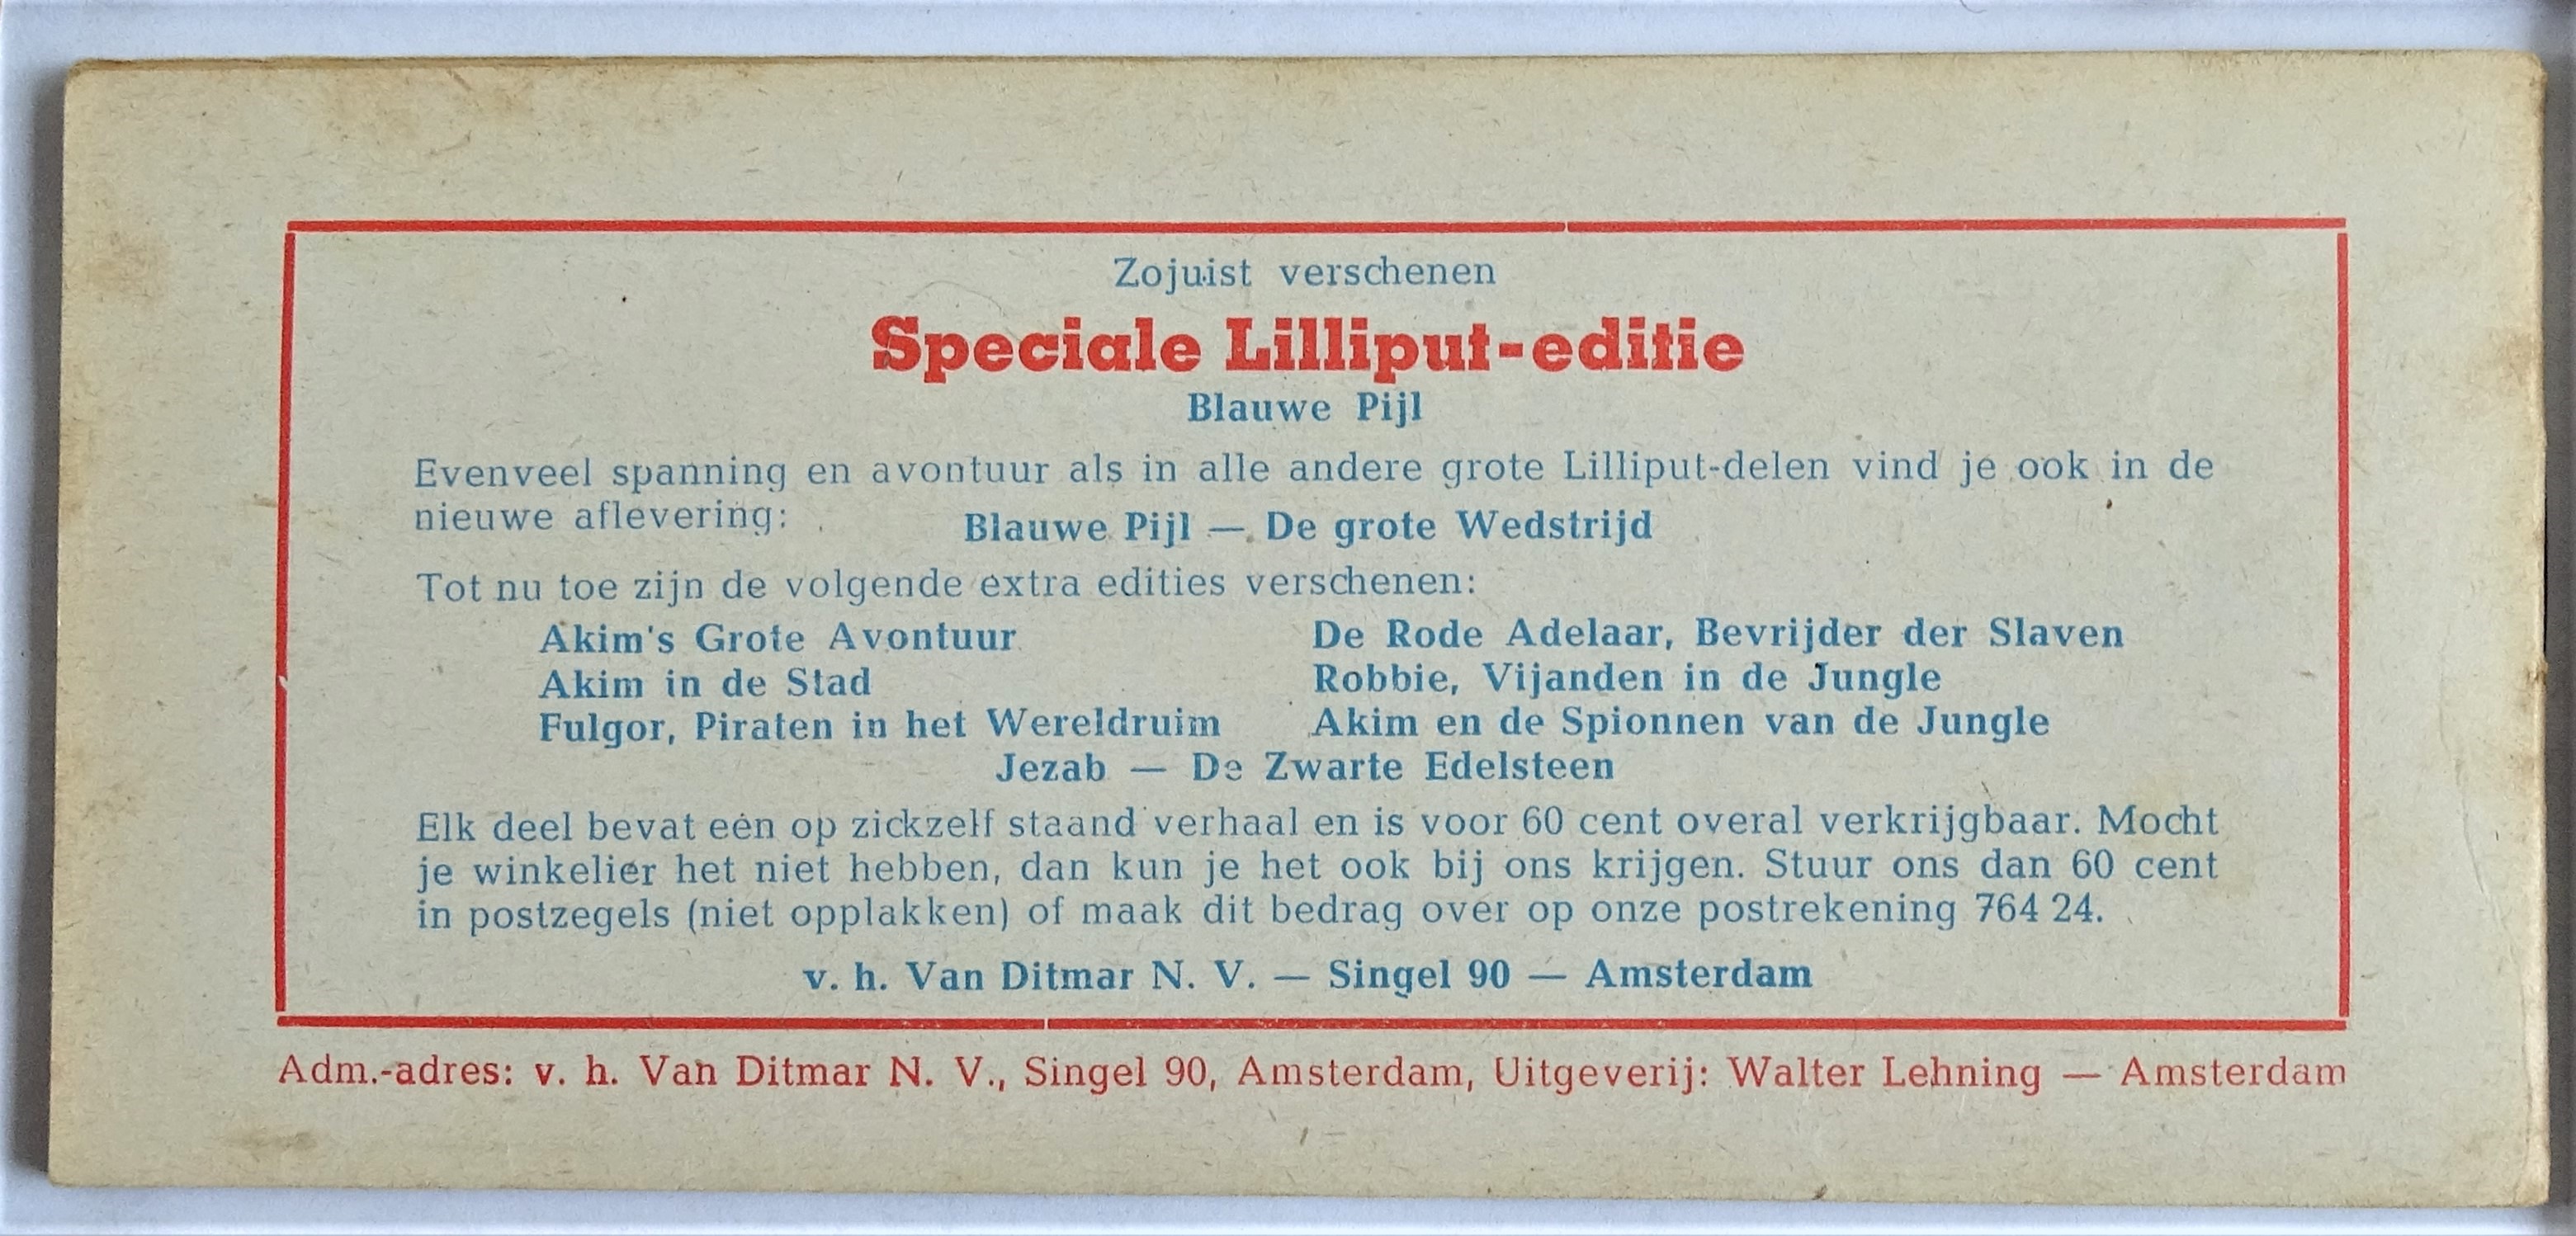 Zojuist verschenen
Speciale Lilliput-editie
Blauwe Pijl
Evenveel spanning en avontuur als in alle andere grote Lilliput-delen vind je ook in de
nieuwe aflevering:
Blauwe Pijl — De grote Wedstrijd
Tot nu toe zijn de volgende extra edities verschenen:
Akim's Grote Avontuur
Akim in de Stad
Fulgor, Piraten in het Wereldruim
De Rode Adelaar, Bevrijder der Slaven
Robbie, Vijanden in de Jungle
Akim en de Spionnen van de Jungle
Jezab — De Zwarte Edelsteen
Elk deel bevat eén op zickzelf staand verhaal en is voor 60 cent overal verkrijgbaar. Mocht
je winkelier het niet hebben, dan kun je het ook bij ons krijgen. Stuur ons dan 60 cent
in postzegels (niet opplakken) of maak dit bedrag over op onze postrekening 764 24.
v. h. Van Ditmar N. V. — Singel 90 — Amsterdam
Adm.-adres: v. h. Van Ditmar N. V., Singel 90, Amsterdam, Uitgeverij: Walter Lehning — Amsterdam